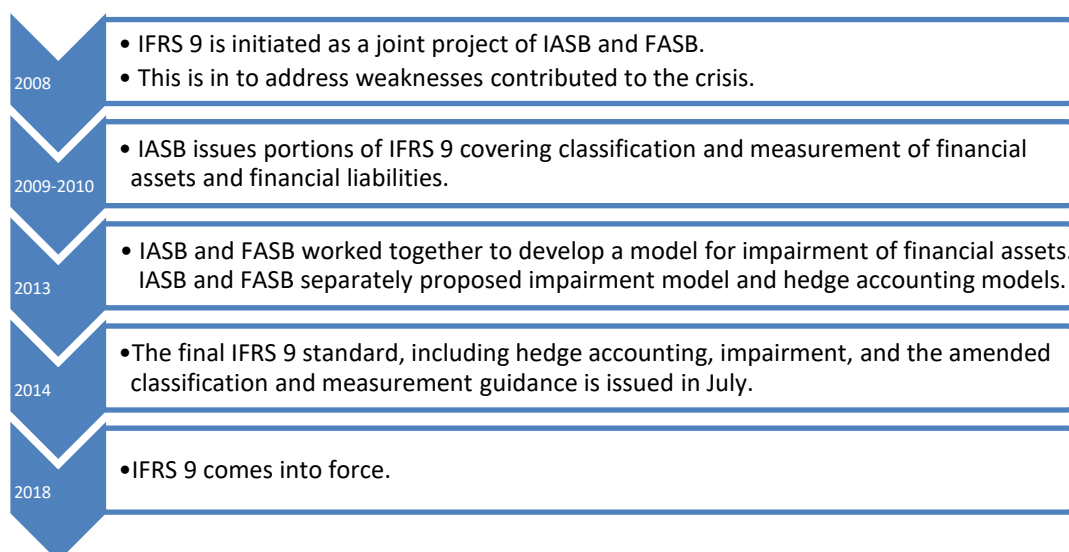 2008
• IFRS 9 is initiated as a joint project of IASB and FASB.
• This is in to address weaknesses contributed to the crisis.
2009-2010
• IASB issues portions of IFRS 9 covering classification and measurement of financial
assets and financial liabilities.
2013
• IASB and FASB worked together to develop a model for impairment of financial assets.
IASB and FASB separately proposed impairment model and hedge accounting models.
2014
•The final IFRS 9 standard, including hedge accounting, impairment, and the amended
classification and measurement guidance is issued in July.
2018
•IFRS 9 comes into force.